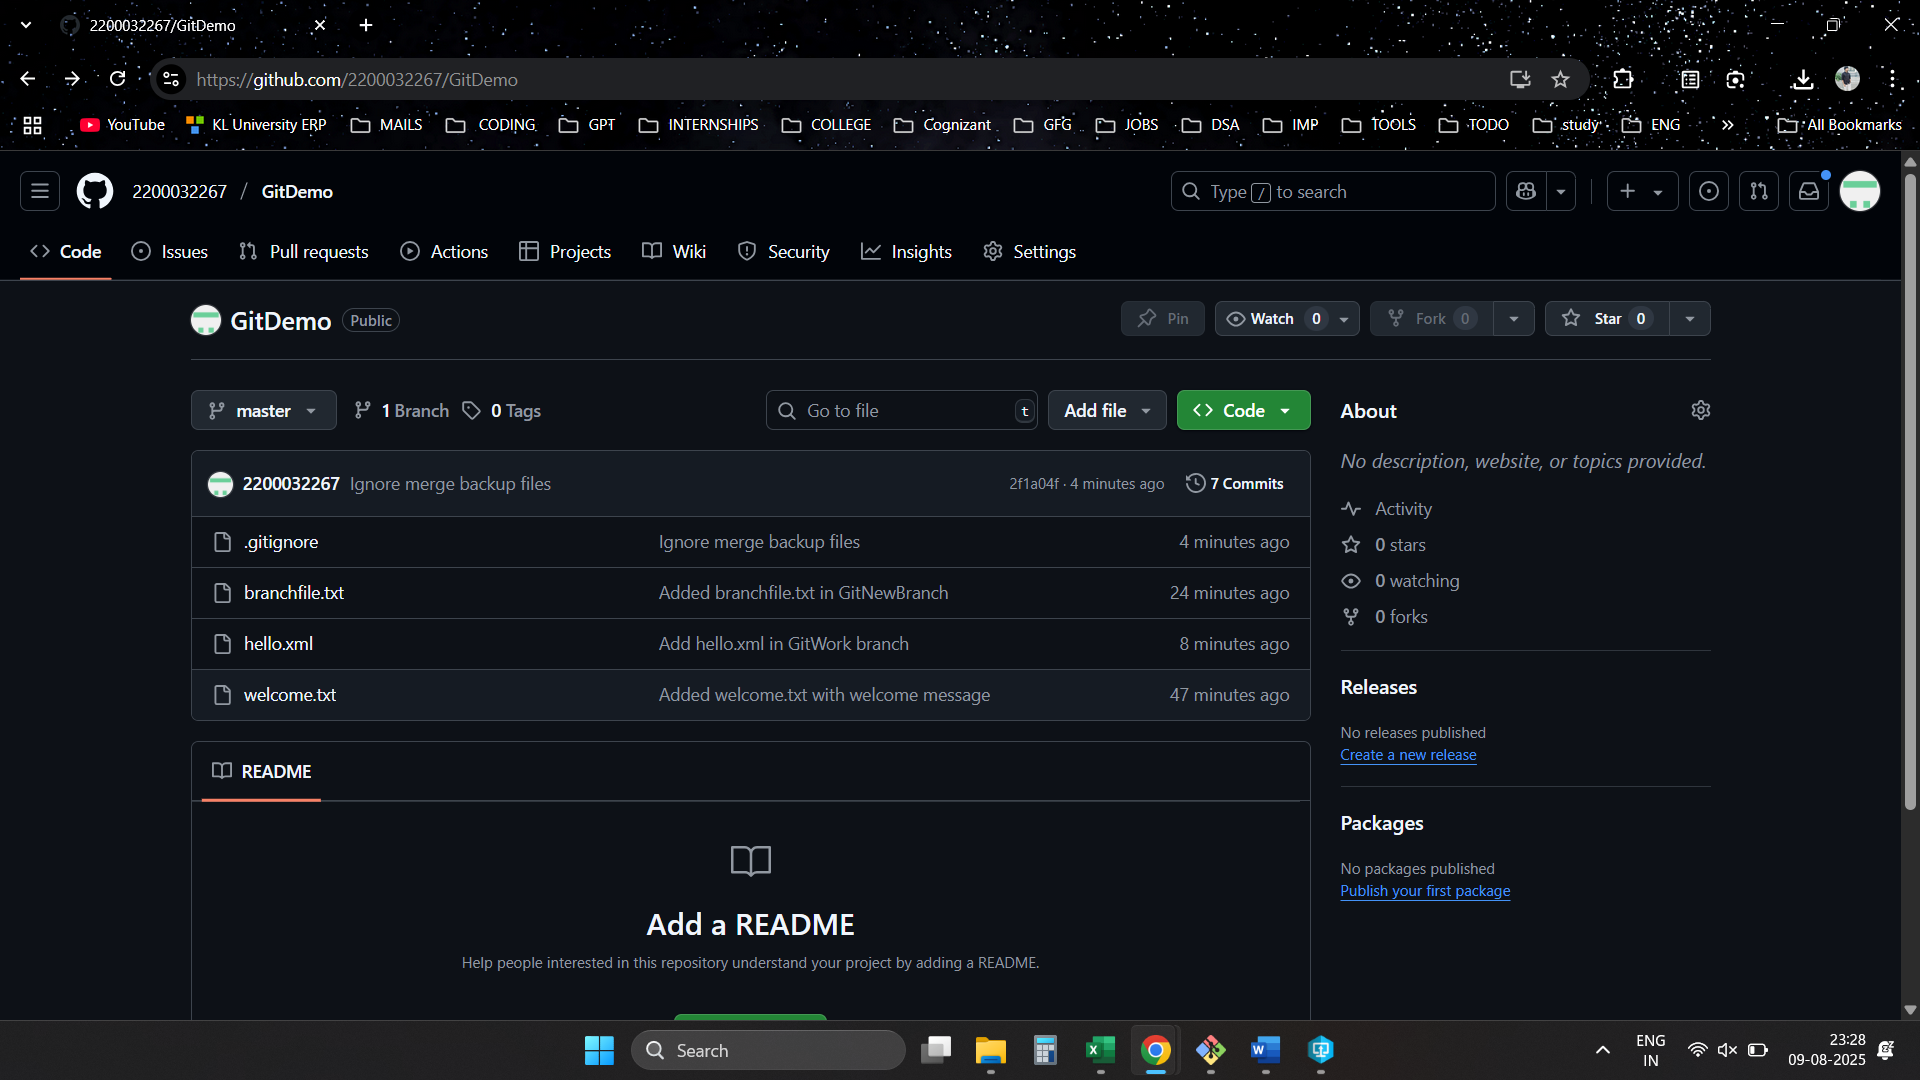 2200032267/GitDemo
https://github.com/2200032267/GitDemo
YouTube KL University ERP MAILS CODING GPT INTERNSHIPS COLLEGE Cognizant GFG JOBS DSA IMP TOOLS TODO study ENG » All Bookmarks
2200032267 / GitDemo Type / to search
Code Issues Pull requests Actions Projects Wiki Security Insights Settings
GitDemo Public Pin Watch 0 Fork 0 Star 0
master 1 Branch 0 Tags Go to file t Add file Code About
No description, website, or topics provided.
2200032267 Ignore merge backup files 2f1a04f · 4 minutes ago 7 Commits
Activity
.gitignore Ignore merge backup files 4 minutes ago
0 stars
branchfile.txt Added branchfile.txt in GitNewBranch 24 minutes ago
0 watching
0 forks
hello.xml Add hello.xml in GitWork branch 8 minutes ago
welcome.txt Added welcome.txt with welcome message 47 minutes ago
Releases
No releases published
Create a new release
README
Packages
No packages published
Publish your first package
Add a README
Help people interested in this repository understand your project by adding a README.
Search
ENG
IN
23:28
09-08-2025